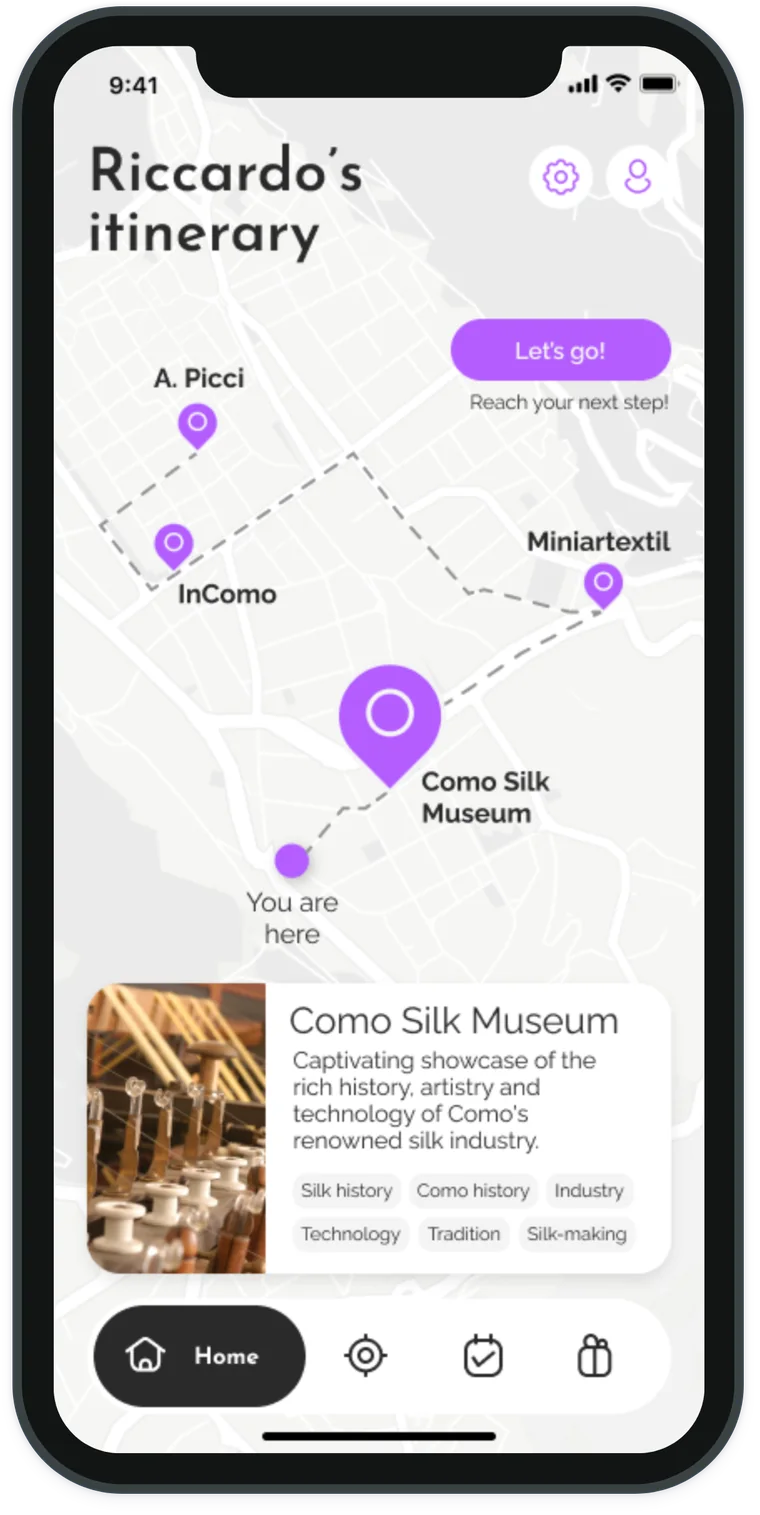 9:41
Riccardo’s
itinerary
Let's go!
Reach your next step!
A. Picci
Miniartextil
InComo
Como Silk
Museum
You are
here
Como Silk Museum
Captivating showcase of the
rich history, artistry and
technology of Como's
renowned silk industry.
Silk history Como history Industry
Technology Tradition Silk-making
Home